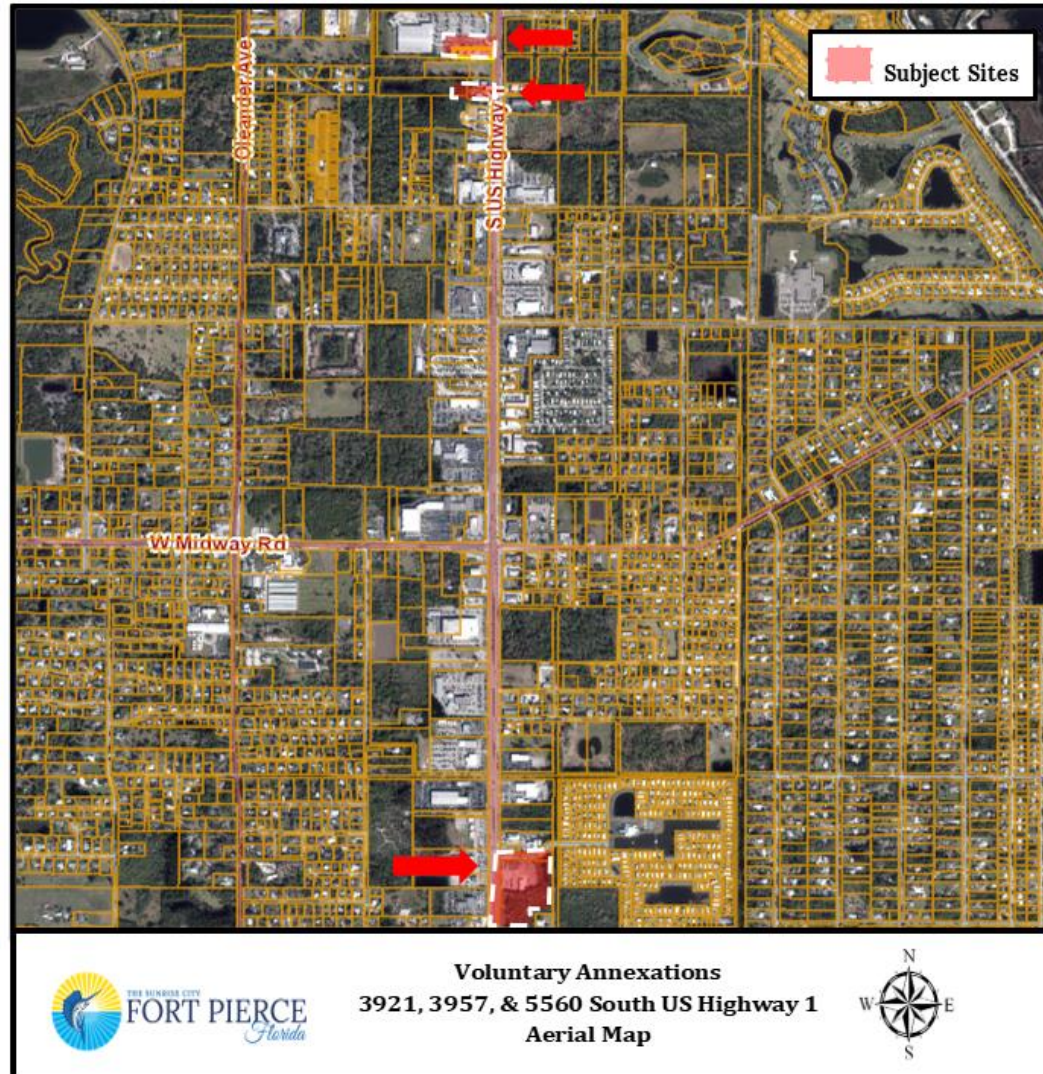 Subject Sites
Oleander Ave
S US Highway 1
W Midway Rd
THE SUNRISE CITY
FORT PIERCE
Florida
Voluntary Annexations
3921, 3957, & 5560 South US Highway 1
Aerial Map
N
W
E
S